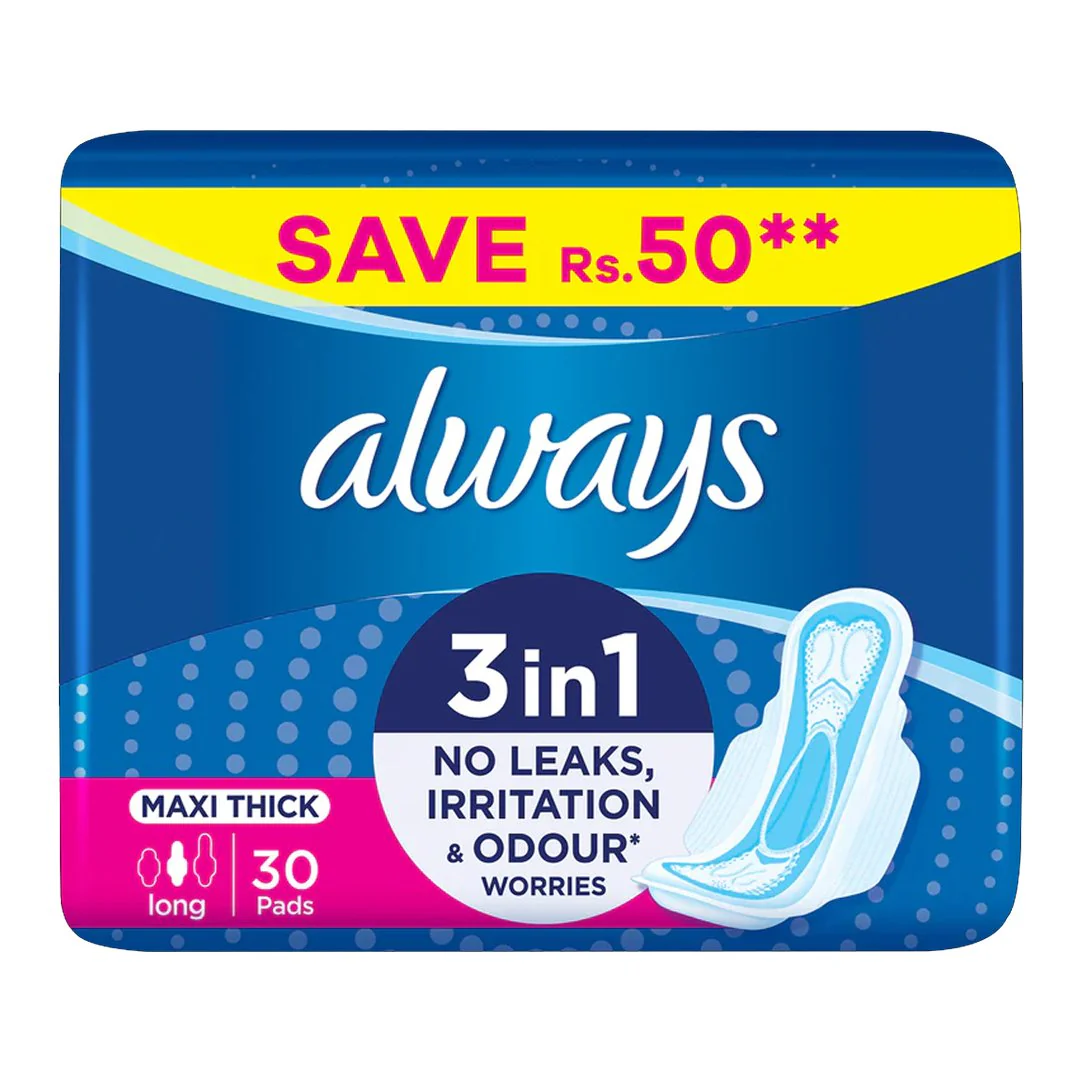 SAVE Rs.50**
always
3in1
NO LEAKS,
IRRITATION
& ODOUR*
WORRIES
MAXI THICK
long
30
Pads